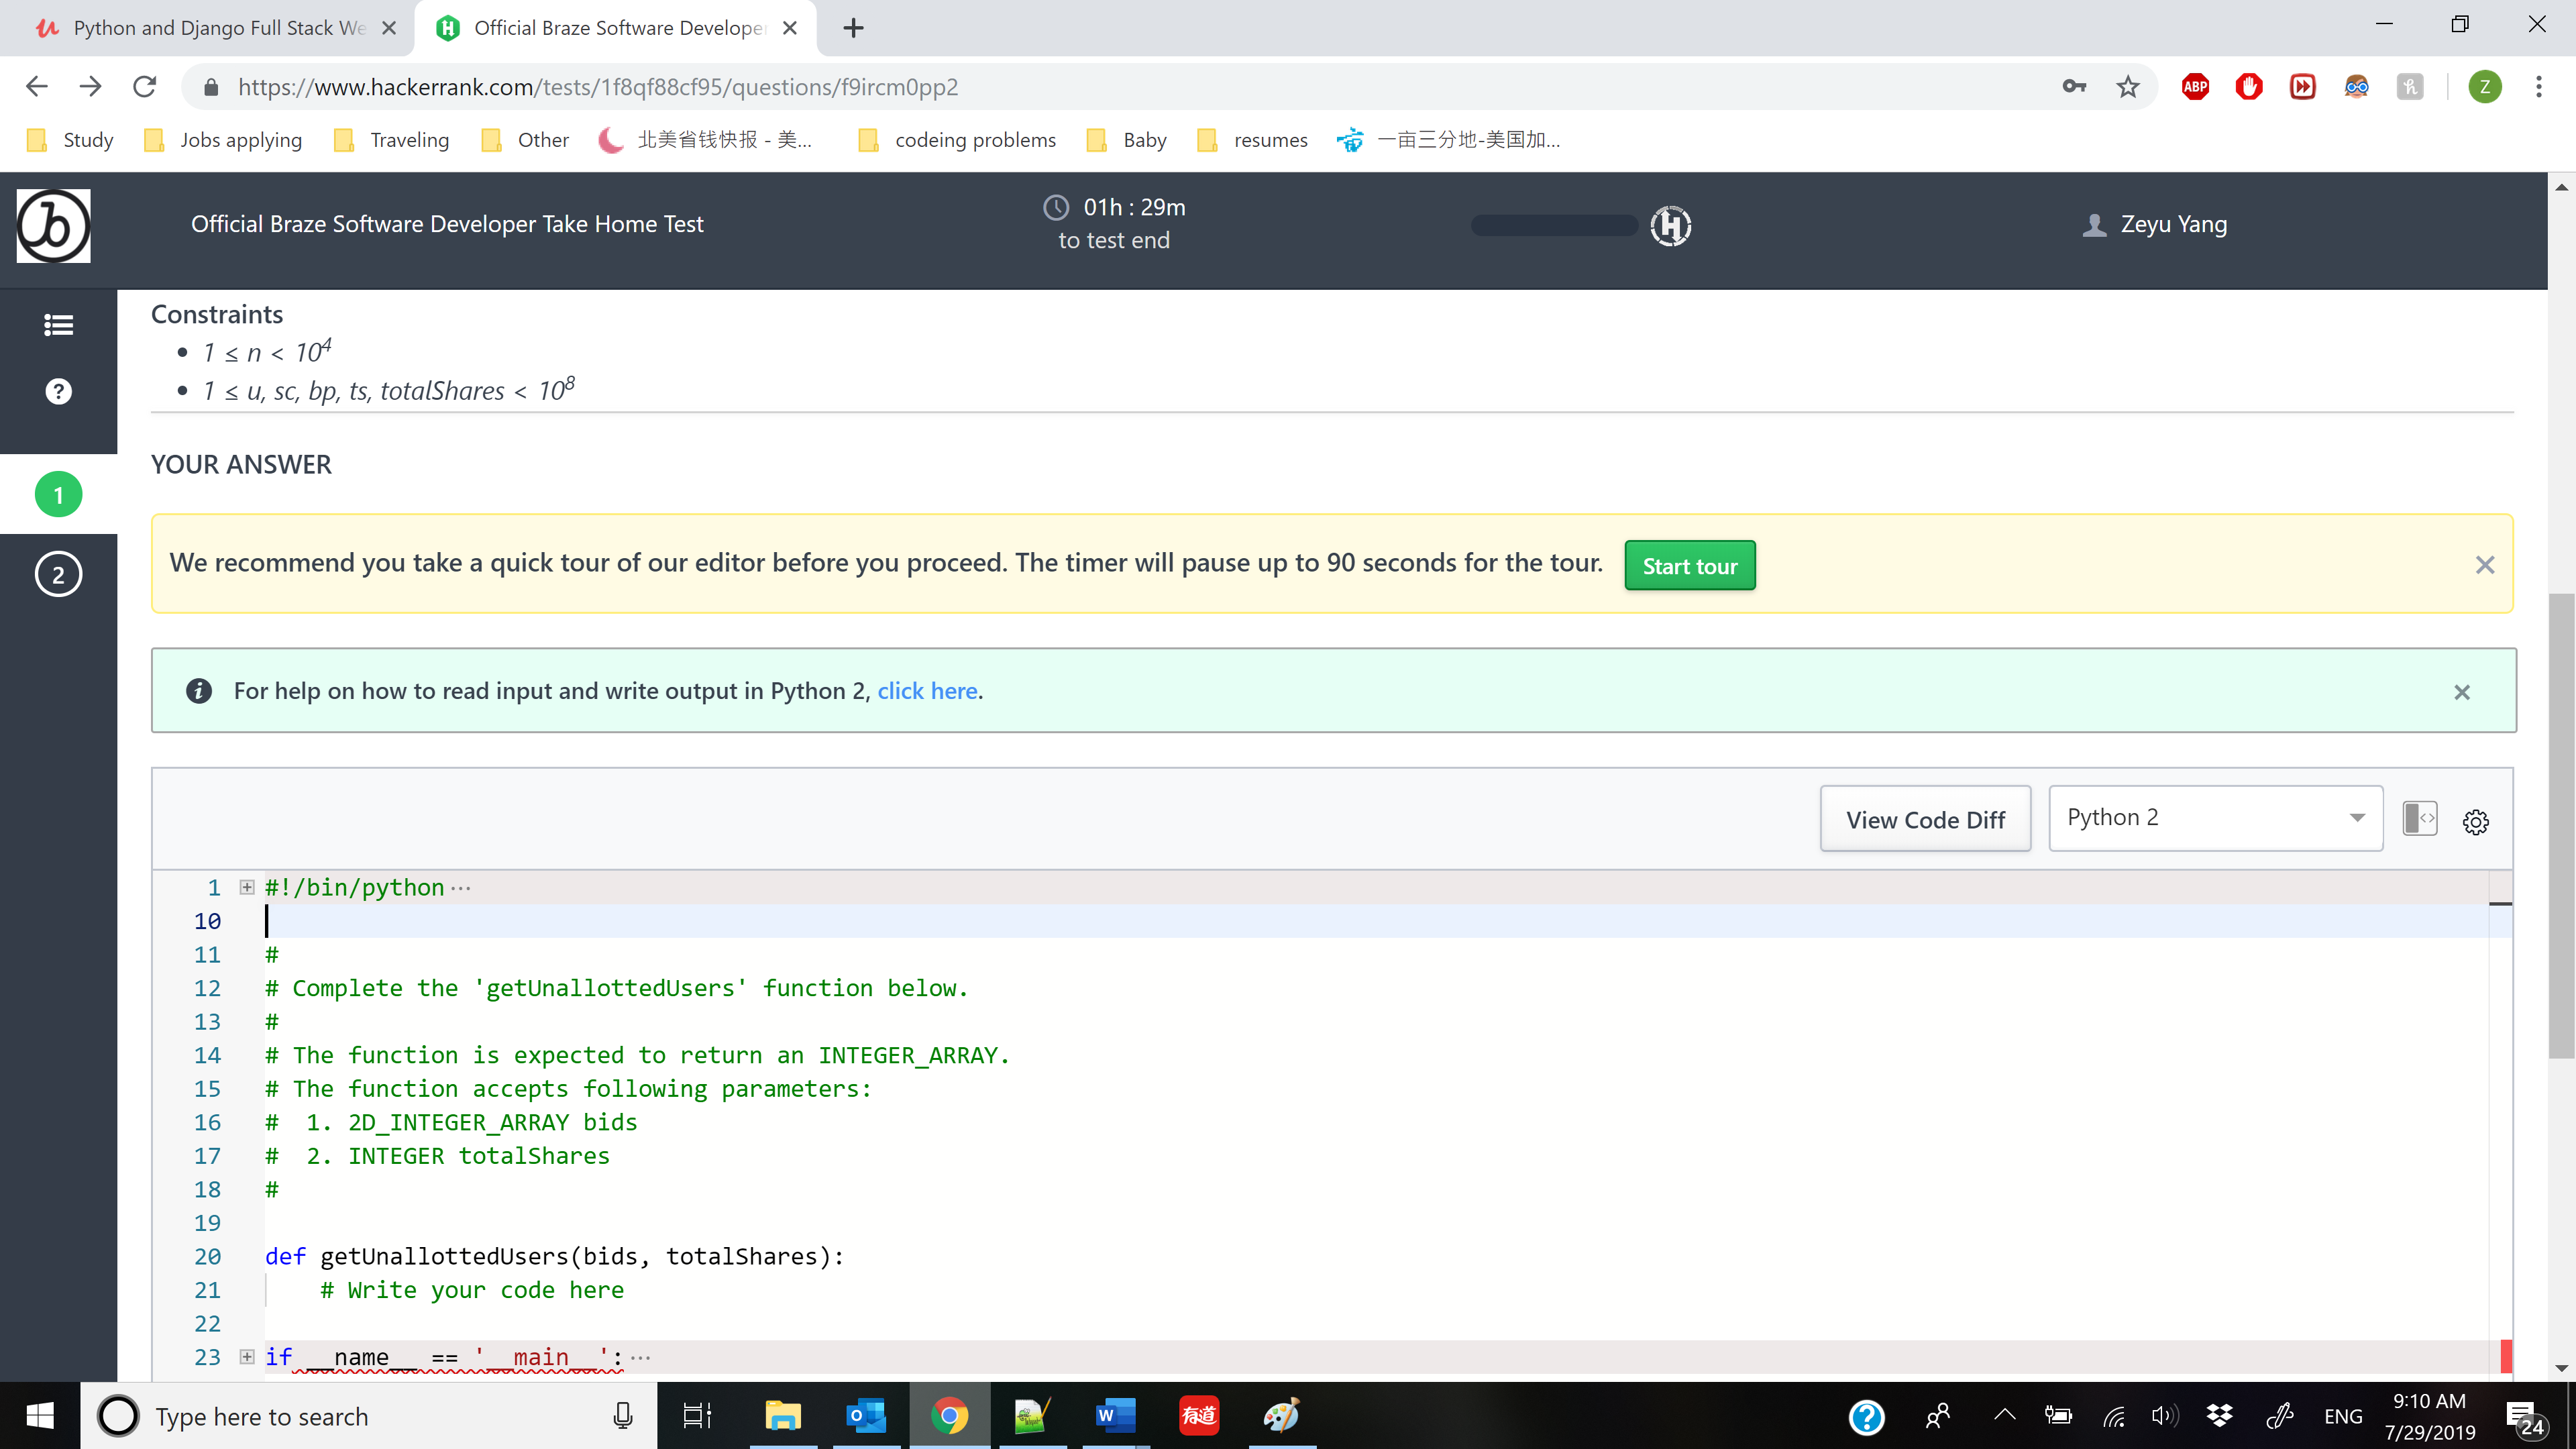 Python and Django Full Stack We
Official Braze Software Developer
https://www.hackerrank.com/tests/1f8qf88cf95/questions/f9ircm0pp2
ABP
Z
Study Jobs applying Traveling Other 北美省钱快报 - 美... codeing problems Baby resumes 一亩三分地-美国加...
Official Braze Software Developer Take Home Test
01h : 29m
to test end
H
Zeyu Yang
Constraints
1 ≤ n < 10⁴
1 ≤ u, sc, bp, ts, totalShares < 10⁸
YOUR ANSWER
1
2
We recommend you take a quick tour of our editor before you proceed. The timer will pause up to 90 seconds for the tour. Start tour
For help on how to read input and write output in Python 2, click here.
View Code Diff Python 2
1 #!/bin/python ...
10
11 #
12 # Complete the 'getUnallottedUsers' function below.
13 #
14 # The function is expected to return an INTEGER_ARRAY.
15 # The function accepts following parameters:
16 #  1. 2D_INTEGER_ARRAY bids
17 #  2. INTEGER totalShares
18 #
19
20 def getUnallottedUsers(bids, totalShares):
21     # Write your code here
22
23 if __name__ == '__main__': ...
Type here to search
有道
ENG
9:10 AM
7/29/2019
24